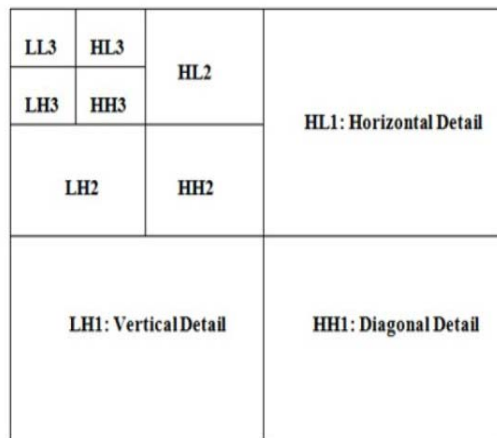 LL3
HL3
HL2
LH3
HH3
HL1: Horizontal Detail
LH2
HH2
LH1: Vertical Detail
HH1: Diagonal Detail